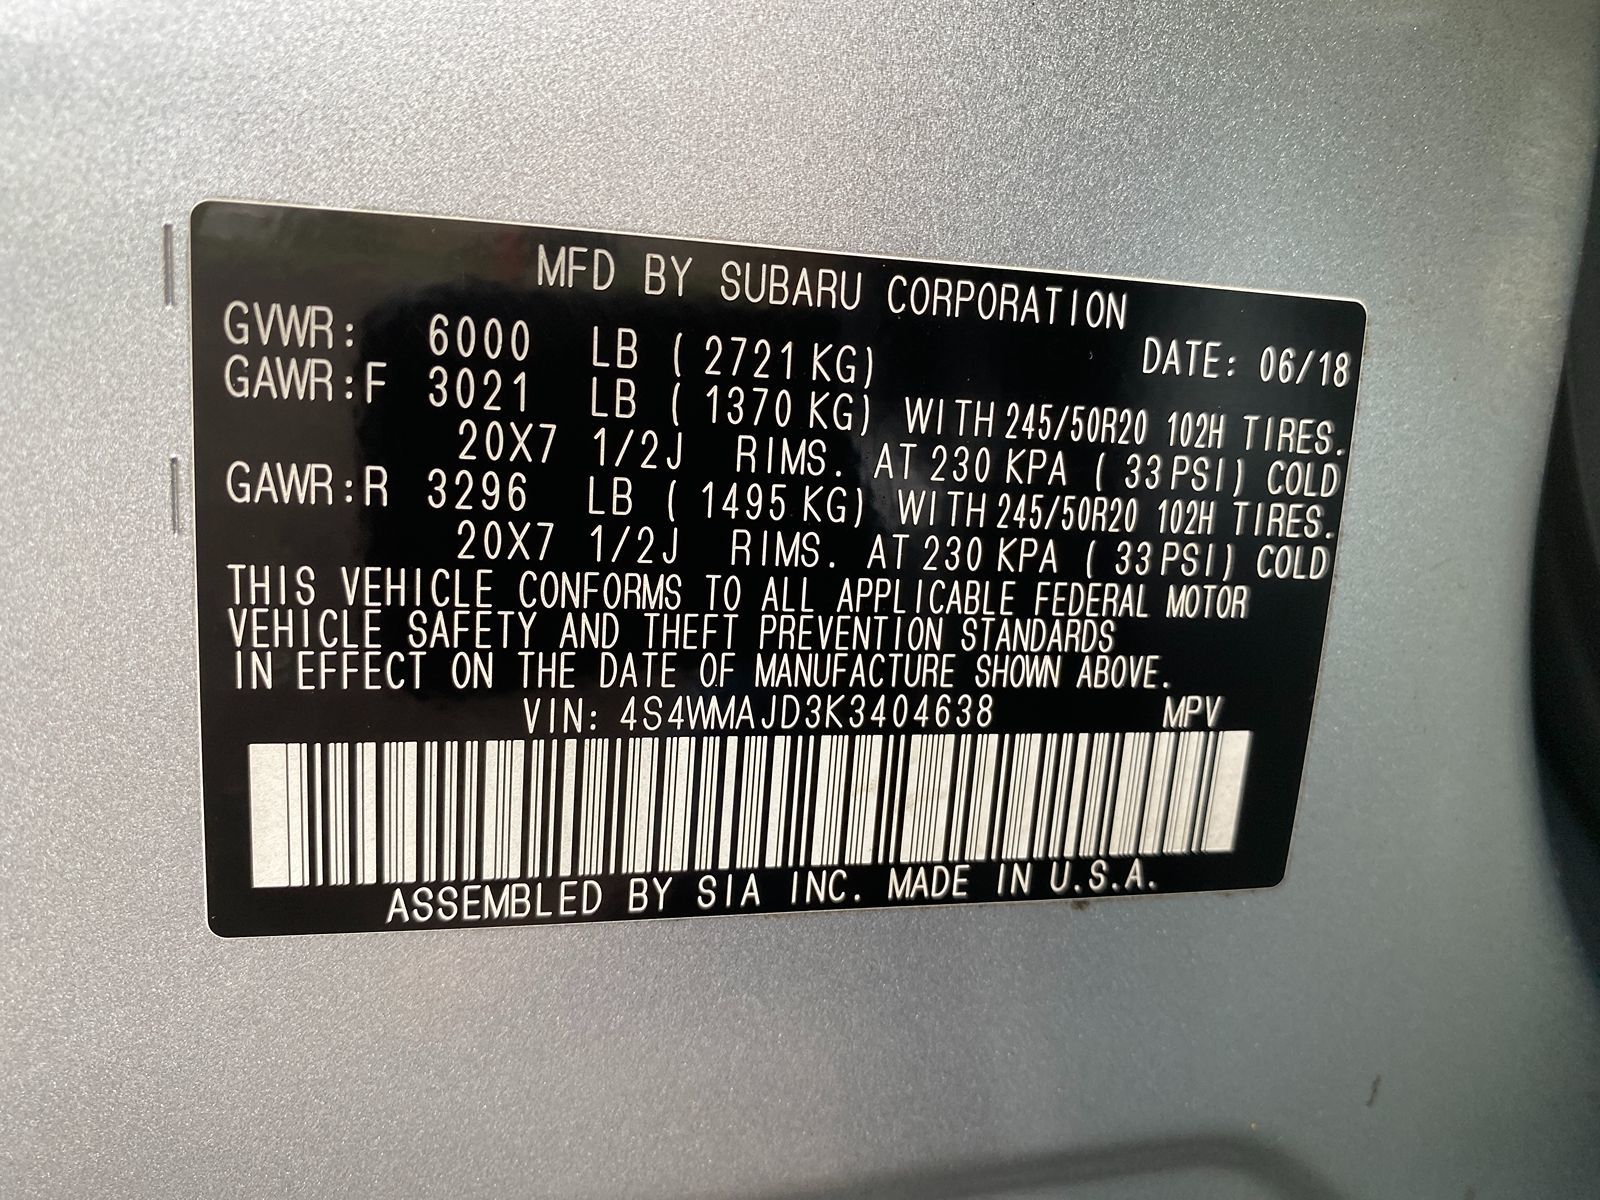 MFD BY SUBARU CORPORATION
GVWR: 6000 LB ( 2721 KG) DATE: 06/18
GAWR:F 3021 LB ( 1370 KG) WITH 245/50R20 102H TIRES.
20X7 1/2J RIMS. AT 230 KPA ( 33 PSI) COLD
GAWR:R 3296 LB ( 1495 KG) WITH 245/50R20 102H TIRES.
20X7 1/2J RIMS. AT 230 KPA ( 33 PSI) COLD
THIS VEHICLE CONFORMS TO ALL APPLICABLE FEDERAL MOTOR
VEHICLE SAFETY AND THEFT PREVENTION STANDARDS
IN EFFECT ON THE DATE OF MANUFACTURE SHOWN ABOVE.
VIN: 4S4WMAJD3K3404638 MPV
ASSEMBLED BY SIA INC. MADE IN U.S.A.